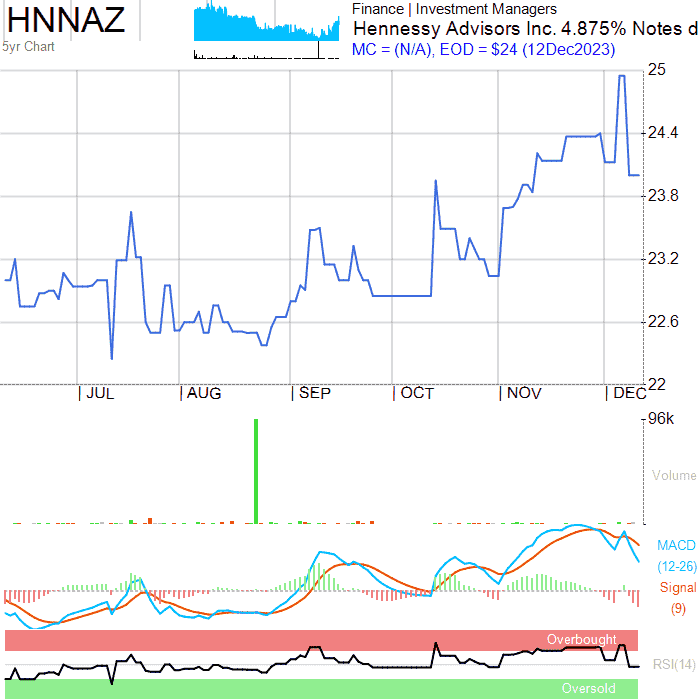 HNNAZ
5yr Chart
Finance | Investment Managers
Hennessy Advisors Inc. 4.875% Notes d
MC = (N/A), EOD = $24 (12Dec2023)
25
24.4
23.8
23.2
22.6
22
JUL
AUG
SEP
OCT
NOV
DEC
96k
Volume
MACD
(12-26)
Signal
(9)
Overbought
RSI(14)
Oversold